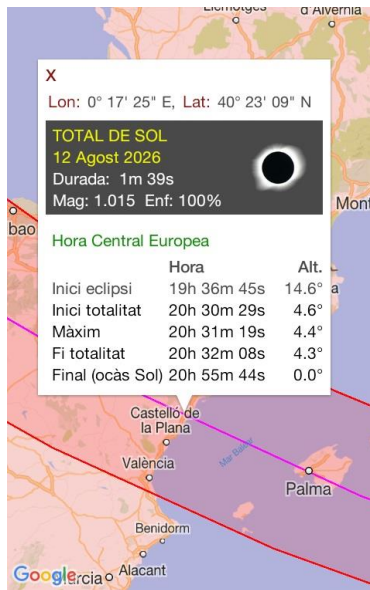 d'Alvernia
X
Lon: 0° 17' 25" E, Lat: 40° 23' 09" N
TOTAL DE SOL
12 Agost 2026
Durada: 1m 39s
Mag: 1.015 Enf: 100%
bao
Mont
Hora Central Europea
Hora Alt.
Inici eclipsi 19h 36m 45s 14.6°
Inici totalitat 20h 30m 29s 4.6°
Màxim 20h 31m 19s 4.4°
Fi totalitat 20h 32m 08s 4.3°
Final (ocàs Sol) 20h 55m 44s 0.0°
Castelló de
la Plana
València
Mar Balear
Palma
Benidorm
Alacant
Google
rcia